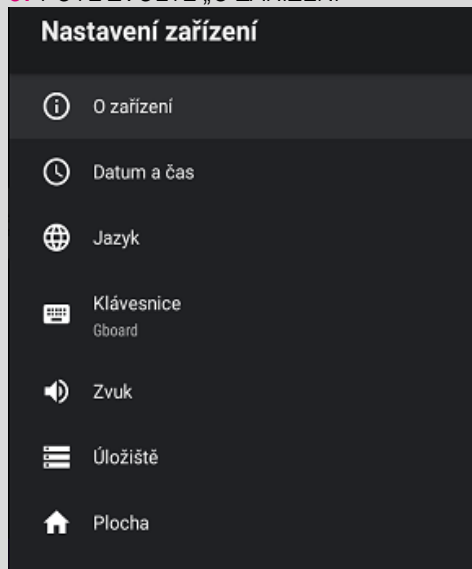 Nastavení zařízení
O zařízení
Datum a čas
Jazyk
Klávesnice
Gboard
Zvuk
Úložiště
Plocha